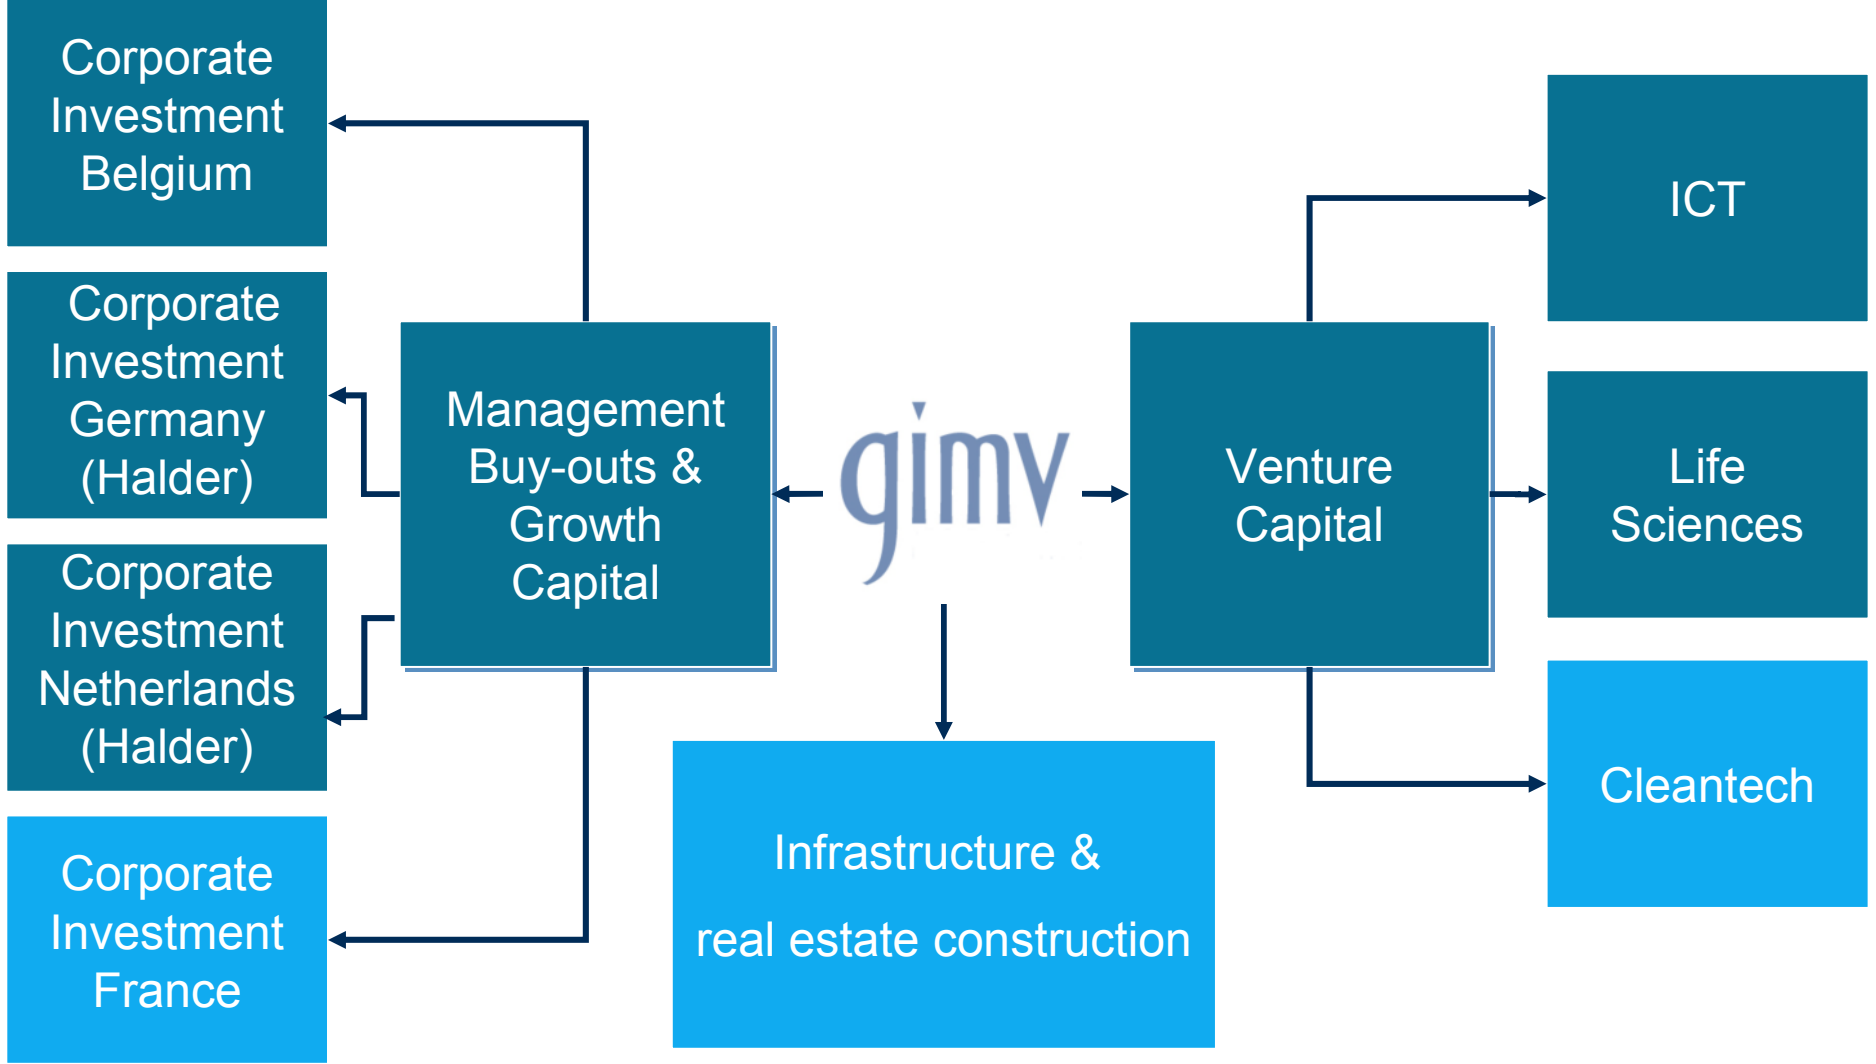 Corporate
Investment
Belgium
Corporate
Investment
Germany
(Halder)
Corporate
Investment
Netherlands
(Halder)
Corporate
Investment
France
Management
Buy-outs &
Growth
Capital
gimv
Infrastructure &
real estate construction
Venture
Capital
ICT
Life
Sciences
Cleantech